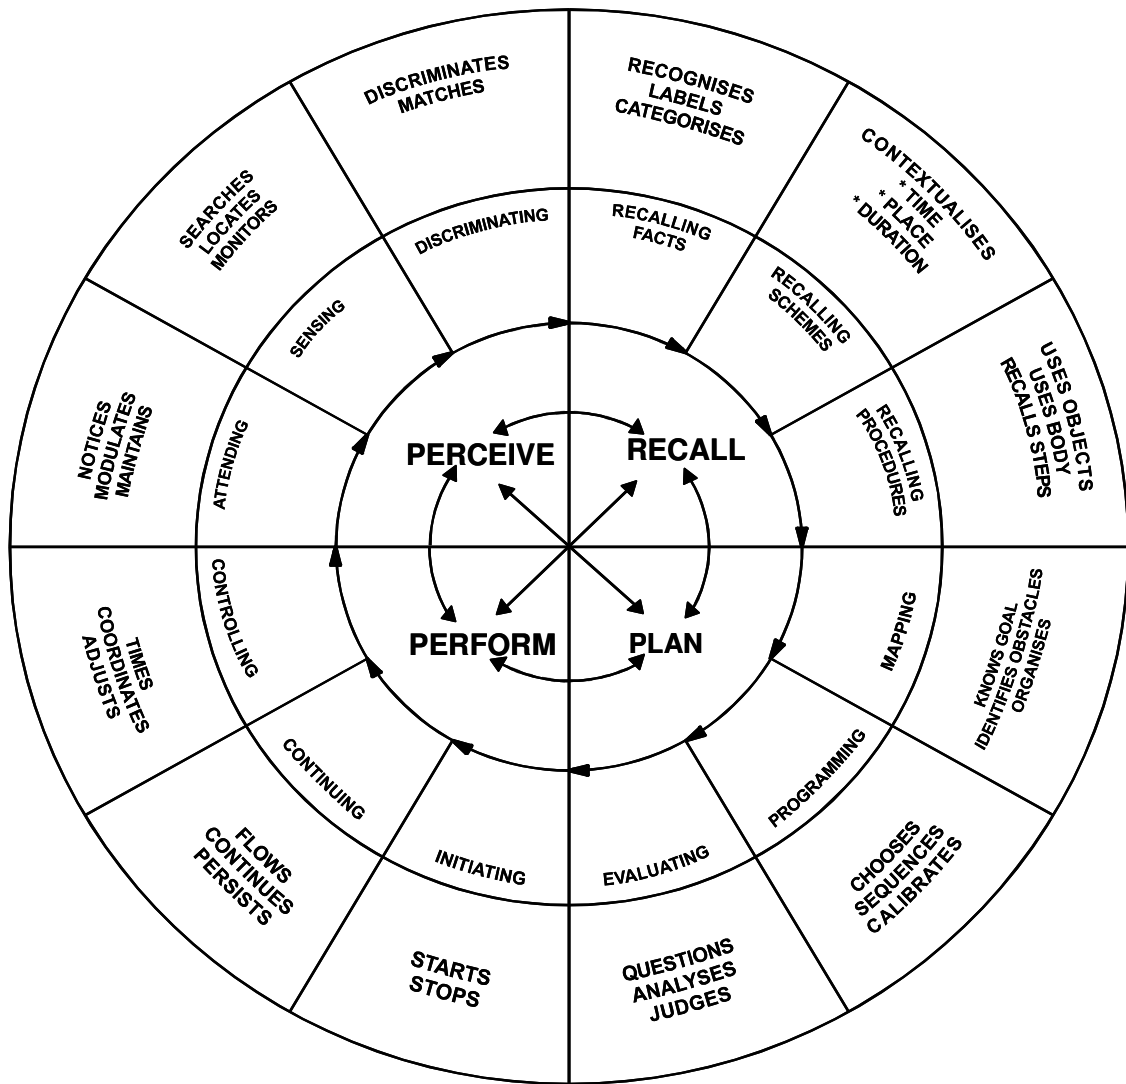 DISCRIMINATES
MATCHES
RECOGNISES
LABELS
CATEGORISES
CONTEXTUALISES
* TIME
* PLACE
* DURATION
USES OBJECTS
USES BODY
RECALLS STEPS
KNOWS GOAL
IDENTIFIES OBSTACLES
ORGANISES
CHOOSES
SEQUENCES
CALIBRATES
QUESTIONS
ANALYSES
JUDGES
STARTS
STOPS
FLOWS
CONTINUES
PERSISTS
TIMES
COORDINATES
ADJUSTS
NOTICES
MODULATES
MAINTAINS
SEARCHES
LOCATES
MONITORS
DISCRIMINATING
RECALLING
FACTS
RECALLING
SCHEMES
RECALLING
PROCEDURES
MAPPING
PROGRAMMING
EVALUATING
INITIATING
CONTINUING
CONTROLLING
ATTENDING
SENSING
PERCEIVE
RECALL
PERFORM
PLAN